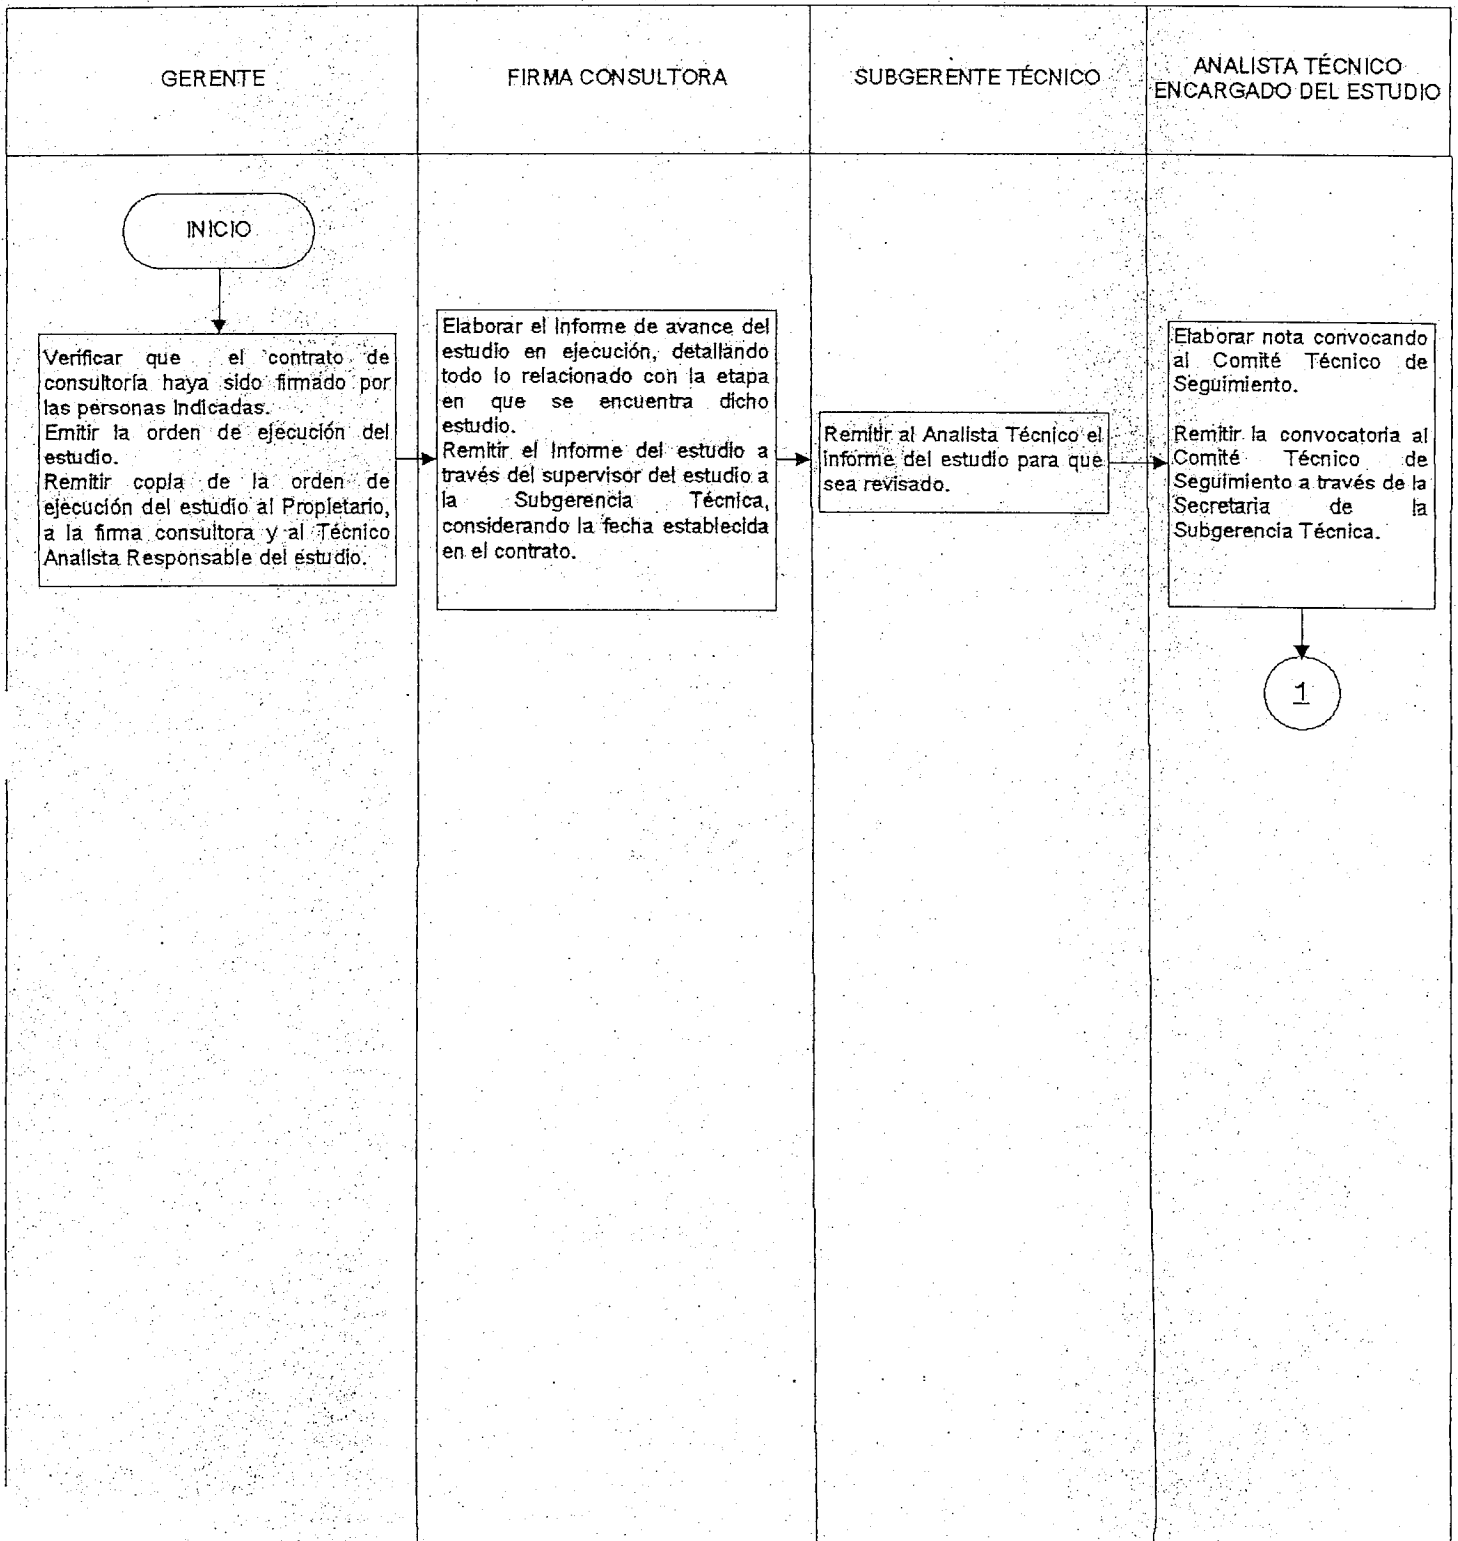 GERENTE
FIRMA CONSULTORA
SUBGERENTE TÉCNICO
ANALISTA TÉCNICO
ENCARGADO DEL ESTUDIO
INICIO
Verificar que el contrato de
consultoría haya sido firmado por
las personas indicadas.
Emitir la orden de ejecución del
estudio.
Remitir copia de la orden de
ejecución del estudio al Propietario,
a la firma consultora y al Técnico
Analista Responsable del estudio.
Elaborar el informe de avance del
estudio en ejecución, detallando
todo lo relacionado con la etapa
en que se encuentra dicho
estudio.
Remitir el Informe del estudio a
través del supervisor del estudio a
la Subgerencia Técnica,
considerando la fecha establecida
en el contrato.
Remitir al Analista Técnico el
informe del estudio para que
sea revisado.
Elaborar nota convocando
al Comité Técnico de
Seguimiento.
Remitir la convocatoria al
Comité Técnico de
Seguimiento a través de la
Secretaria de la
Subgerencia Técnica.
1